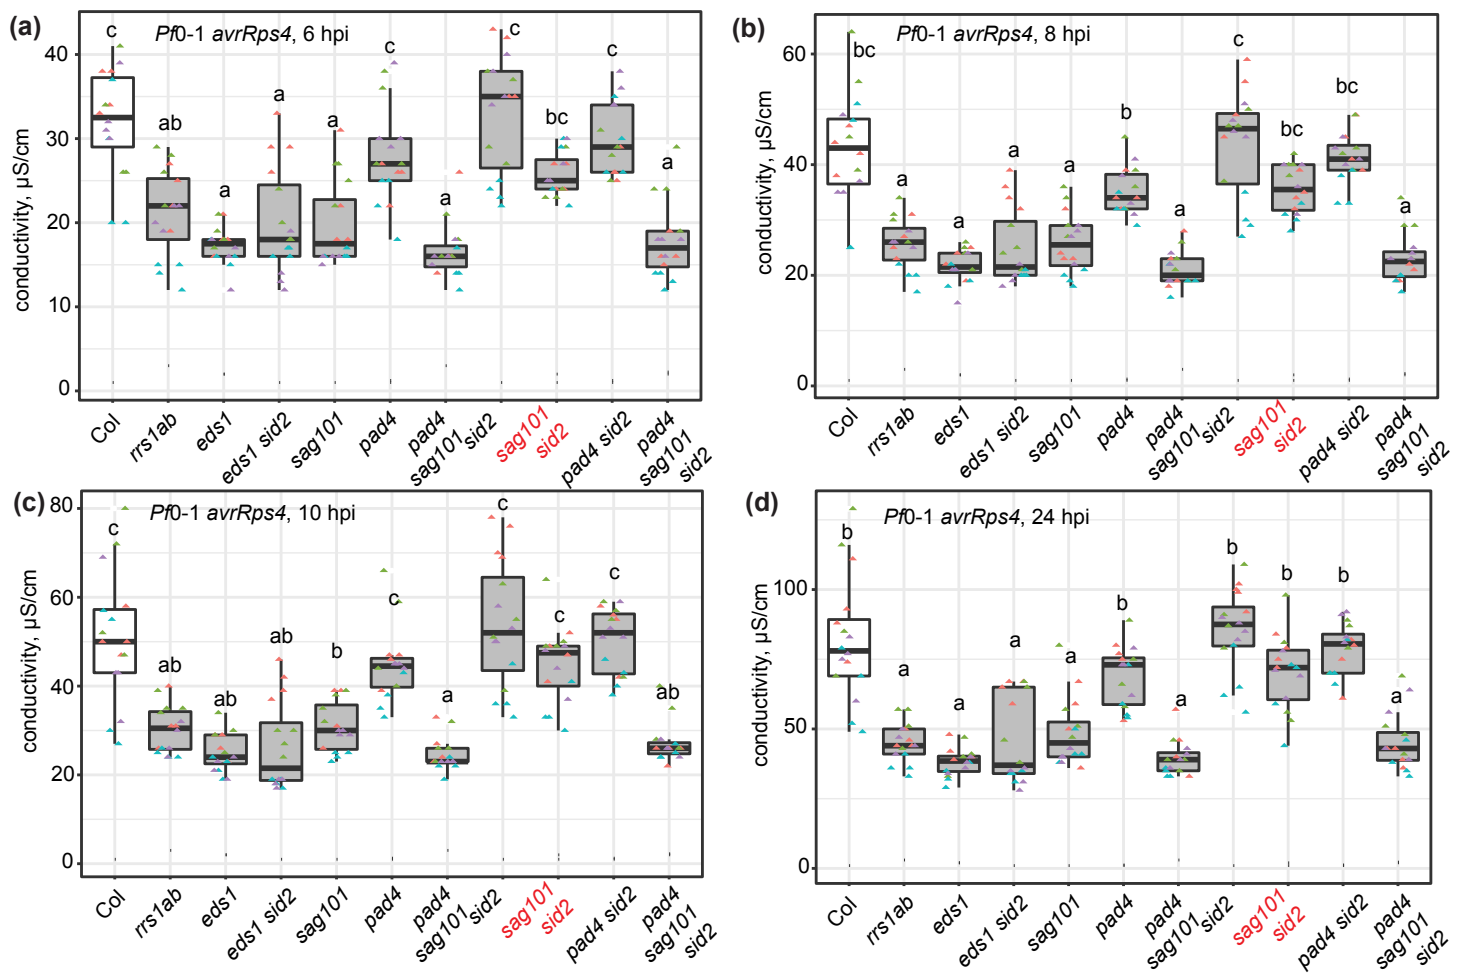 (a)
Pf0-1 avrRps4, 6 hpi
conductivity, µS/cm
40
30
20
10
0
c
ab
a
a
a
c
a
c
bc
c
a
Col
rrs1ab
eds1
eds1 sid2
sag101
pad4
pad4
sag101
sid2
sag101
sid2
pad4 sid2
pad4
sag101
sid2
(b)
Pf0-1 avrRps4, 8 hpi
conductivity, µS/cm
60
40
20
0
bc
a
a
a
a
b
a
c
bc
bc
a
Col
rrs1ab
eds1
eds1 sid2
sag101
pad4
pad4
sag101
sid2
sag101
sid2
pad4 sid2
pad4
sag101
sid2
(c)
Pf0-1 avrRps4, 10 hpi
conductivity, µS/cm
80
60
40
20
0
c
ab
ab
ab
b
c
a
c
c
c
ab
Col
rrs1ab
eds1
eds1 sid2
sag101
pad4
pad4
sag101
sid2
sag101
sid2
pad4 sid2
pad4
sag101
sid2
(d)
Pf0-1 avrRps4, 24 hpi
conductivity, µS/cm
100
50
0
b
a
a
a
a
b
a
b
b
b
a
Col
rrs1ab
eds1
eds1 sid2
sag101
pad4
pad4
sag101
sid2
sag101
sid2
pad4 sid2
pad4
sag101
sid2